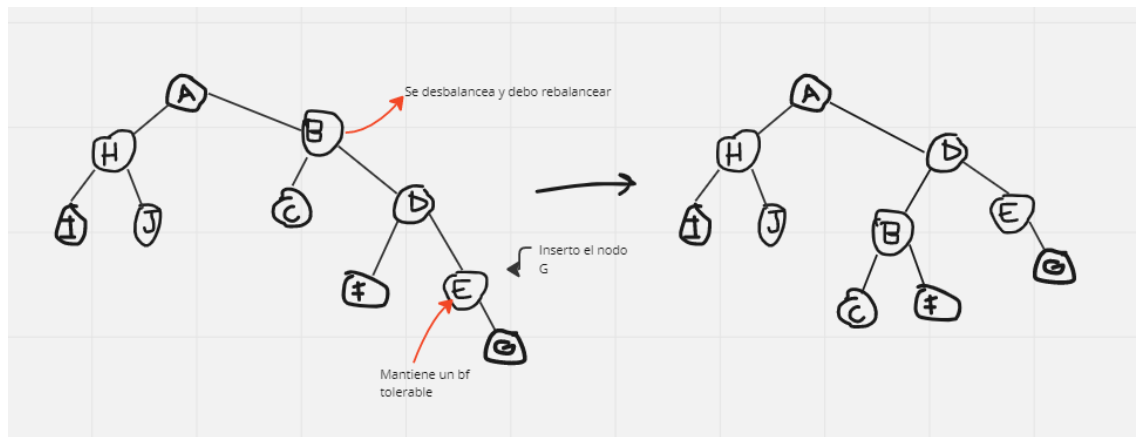 A
Se desbalancea y debo rebalancear
B
H
D
I
J
C
Inserto el nodo
G
E
G
Mantiene un bf
tolerable
A
H
D
I
J
B
E
G
C